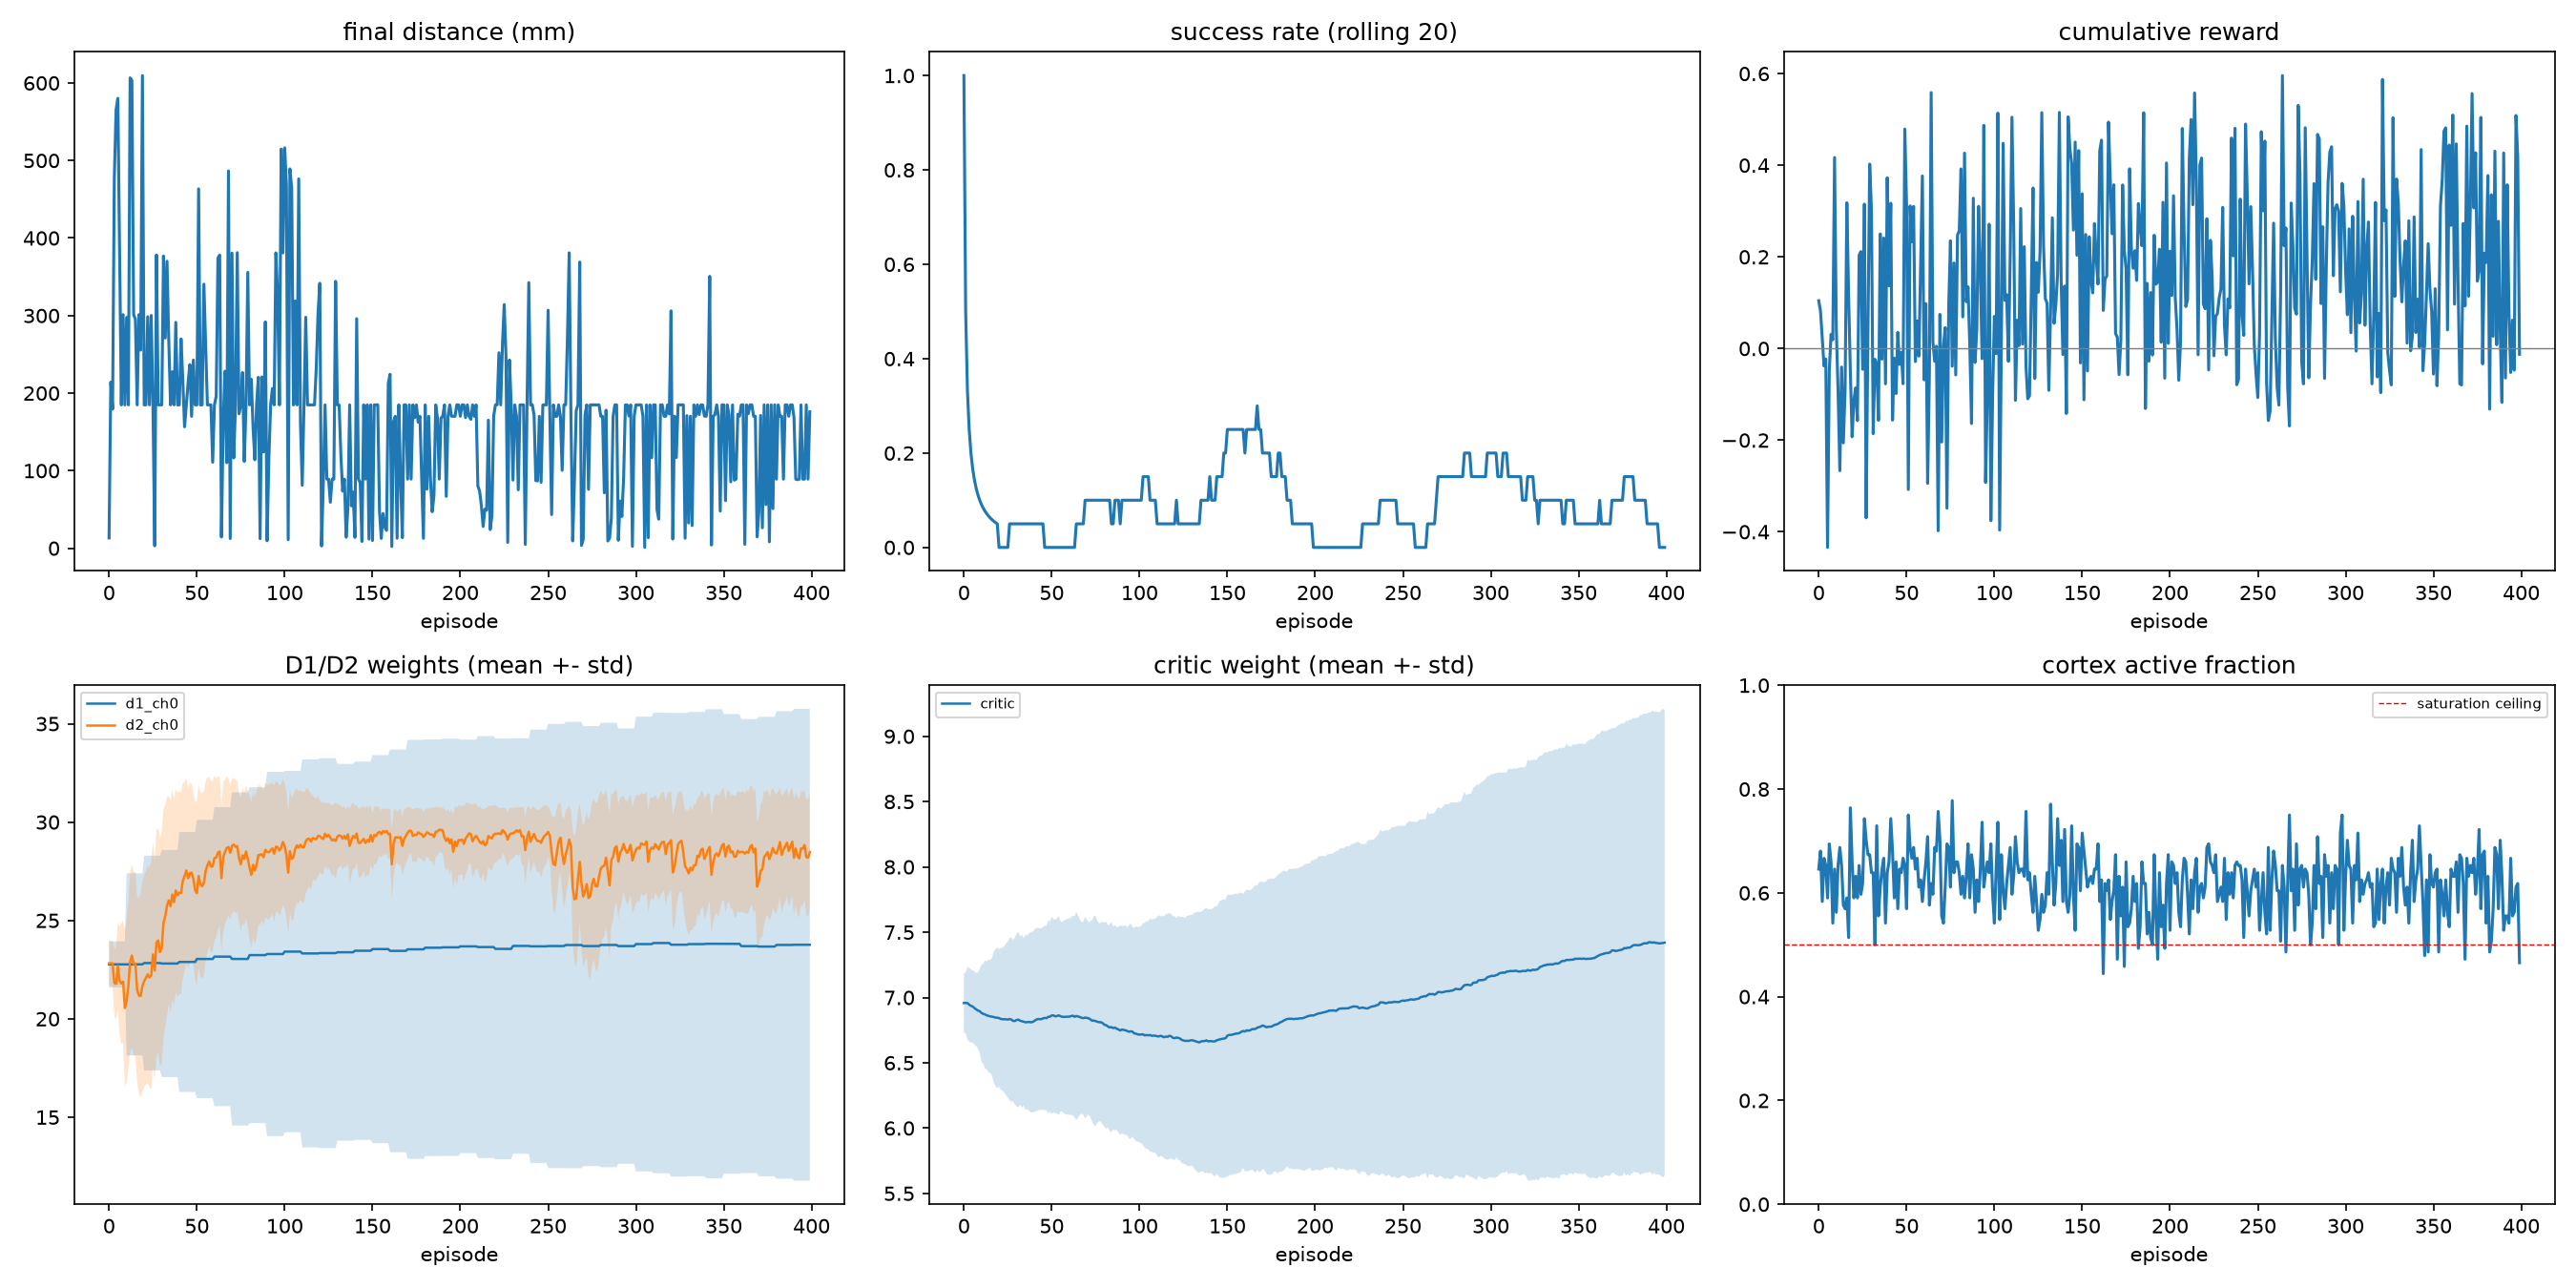 final distance (mm)
600
500
400
300
200
100
0
0 50 100 150 200 250 300 350 400
episode
success rate (rolling 20)
1.0
0.8
0.6
0.4
0.2
0.0
0 50 100 150 200 250 300 350 400
episode
cumulative reward
0.6
0.4
0.2
0.0
−0.2
−0.4
0 50 100 150 200 250 300 350 400
episode
D1/D2 weights (mean +- std)
d1_ch0
d2_ch0
35
30
25
20
15
0 50 100 150 200 250 300 350 400
episode
critic weight (mean +- std)
critic
9.0
8.5
8.0
7.5
7.0
6.5
6.0
5.5
0 50 100 150 200 250 300 350 400
episode
cortex active fraction
saturation ceiling
1.0
0.8
0.6
0.4
0.2
0.0
0 50 100 150 200 250 300 350 400
episode